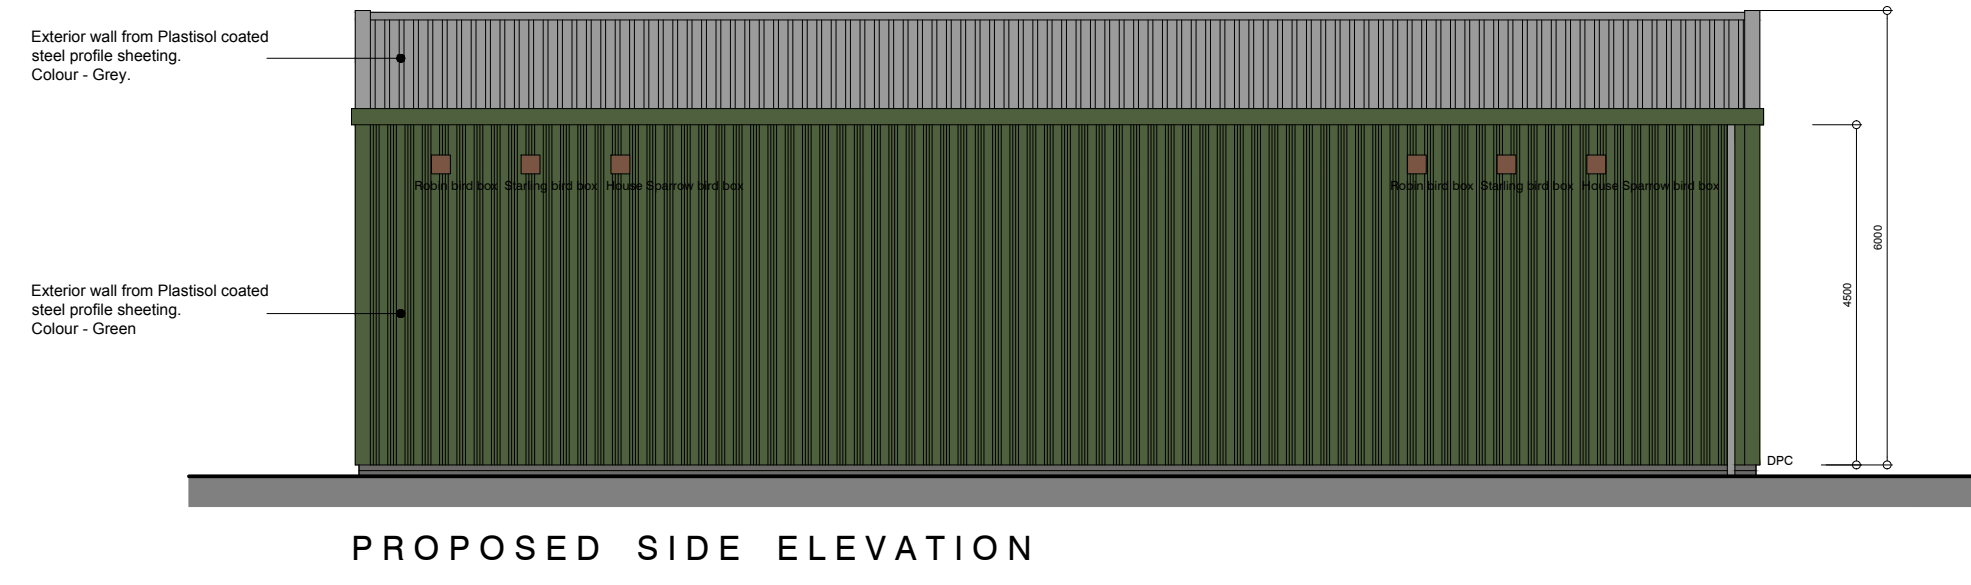 Exterior wall from Plastisol coated
steel profile sheeting.
Colour - Grey.
Robin bird box Starling bird box House Sparrow bird box
Robin bird box Starling bird box House Sparrow bird box
6000
4500
Exterior wall from Plastisol coated
steel profile sheeting.
Colour - Green
DPC
PROPOSED SIDE ELEVATION